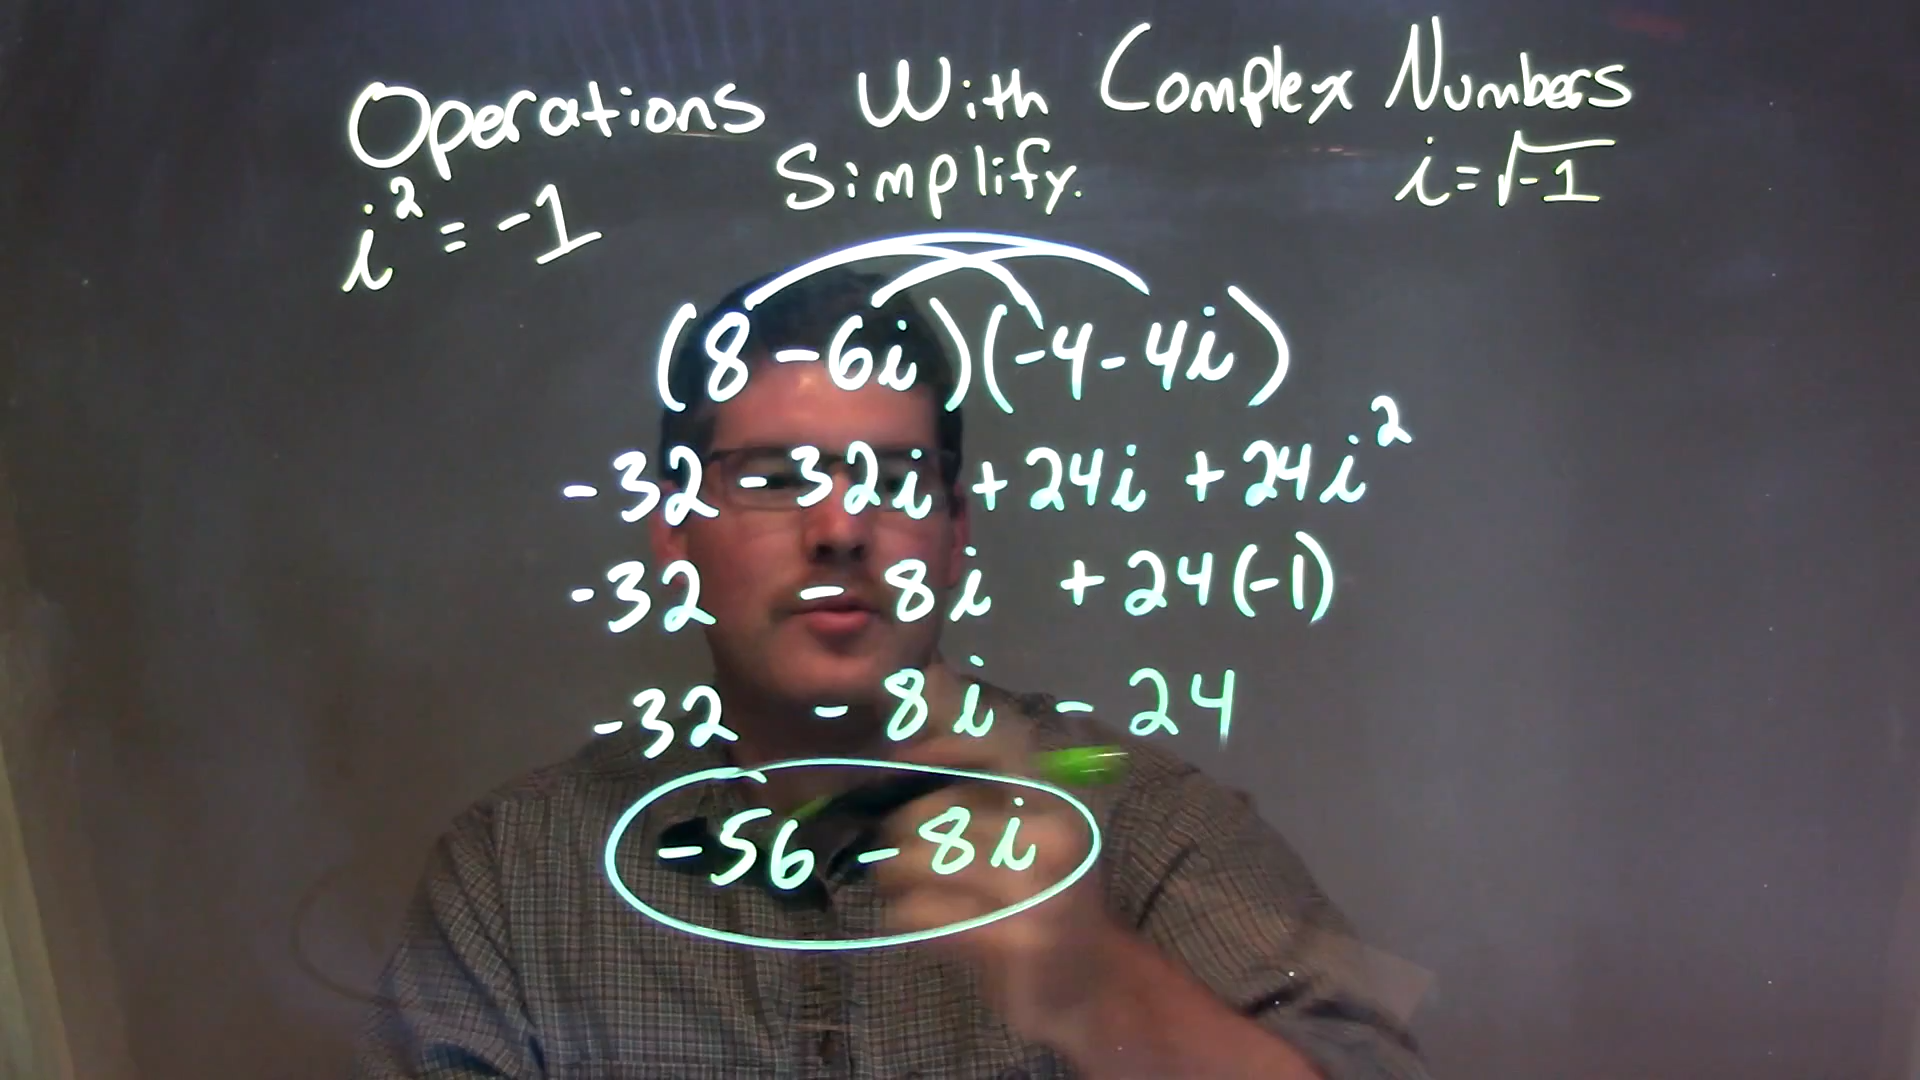 Operations With Complex Numbers
i² = -1 Simplify. i = √-1
(8 - 6i)(-4 - 4i)
-32 - 32i + 24i + 24i²
-32 - 8i + 24(-1)
-32 - 8i - 24
-56 - 8i